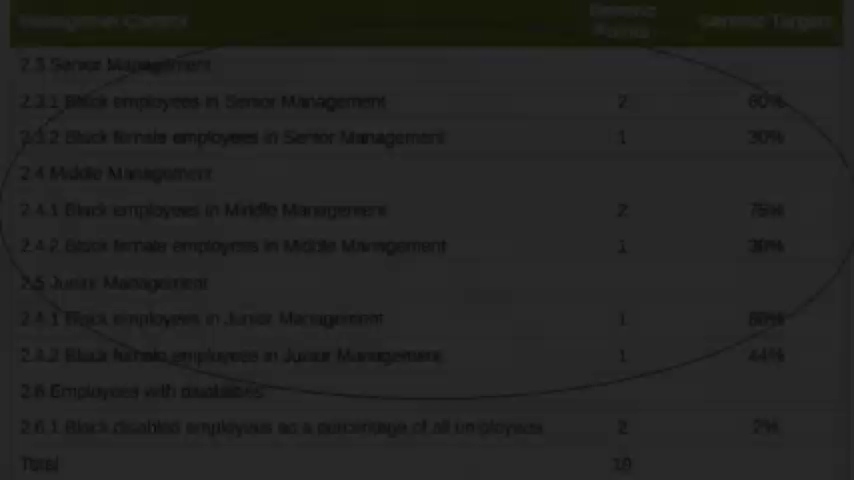 Management Control Generic Points Generic Targets
2.3 Senior Management
2.3.1 Black employees in Senior Management 2 60%
2.3.2 Black female employees in Senior Management 1 30%
2.4 Middle Management
2.4.1 Black employees in Middle Management 2 75%
2.4.2 Black female employees in Middle Management 1 38%
2.5 Junior Management
2.4.1 Black employees in Junior Management 1 88%
2.4.2 Black female employees in Junior Management 1 44%
2.6 Employees with disabilities
2.6.1 Black disabled employees as a percentage of all employees 2 2%
Total 19